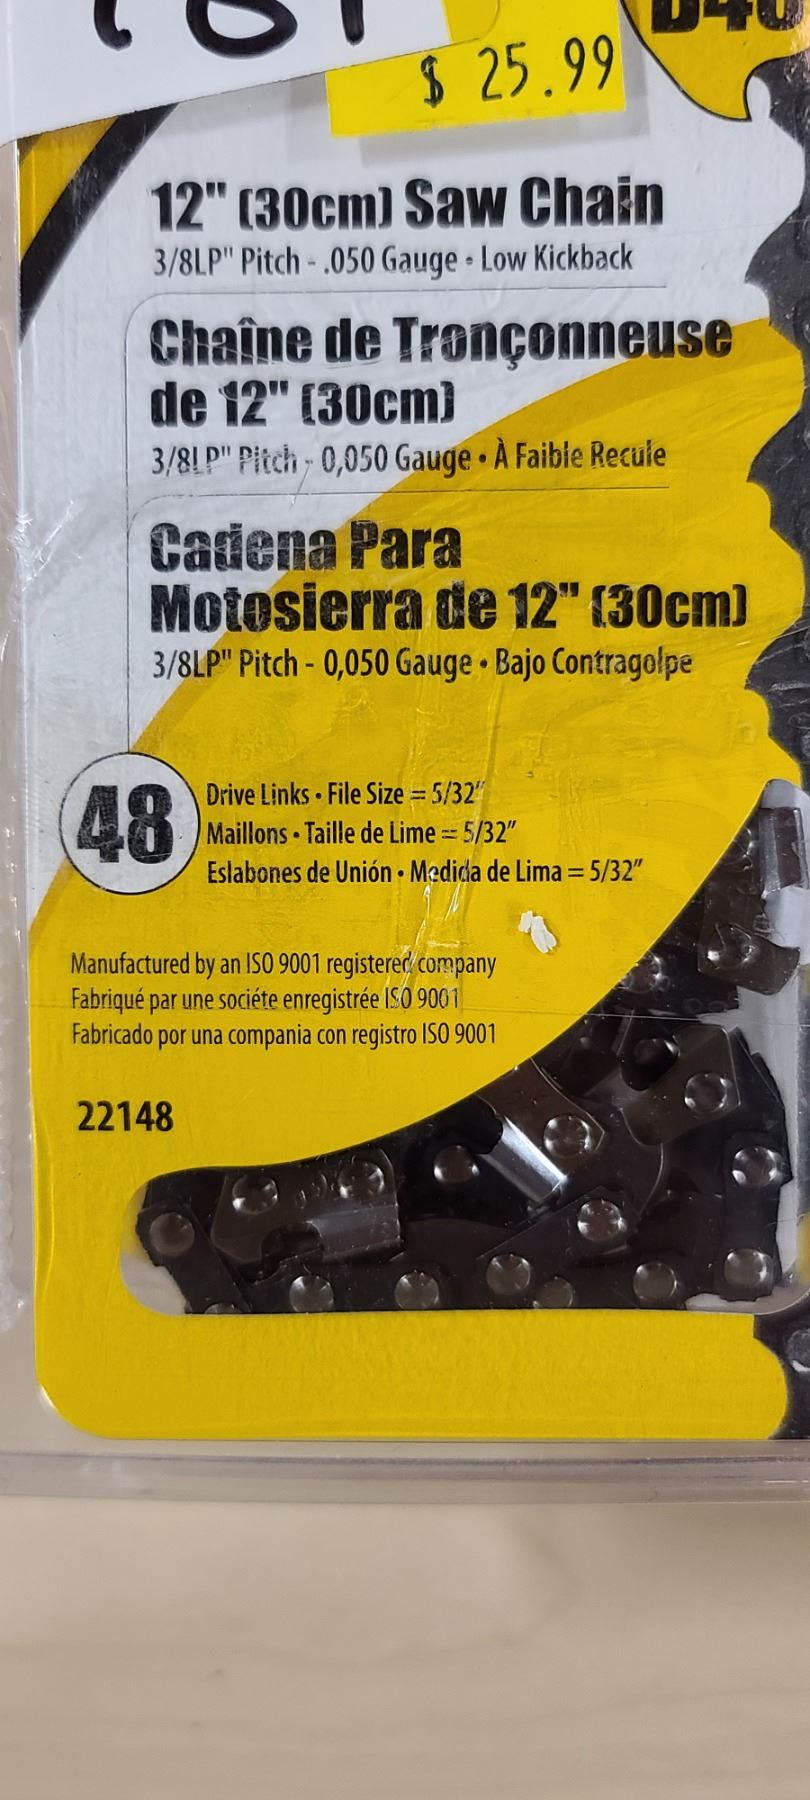 $ 25.99
12" (30cm) Saw Chain
3/8LP" Pitch - .050 Gauge • Low Kickback
Chaîne de Tronçonneuse
de 12" (30cm)
3/8LP" Pitch - 0,050 Gauge • À Faible Recule
Cadena Para
Motosierra de 12" (30cm)
3/8LP" Pitch - 0,050 Gauge • Bajo Contragolpe
48
Drive Links • File Size = 5/32"
Maillons • Taille de Lime = 5/32"
Eslabones de Unión • Medida de Lima = 5/32"
Manufactured by an ISO 9001 registered company
Fabriqué par une sociéte enregistrée ISO 9001
Fabricado por una compania con registro ISO 9001
22148